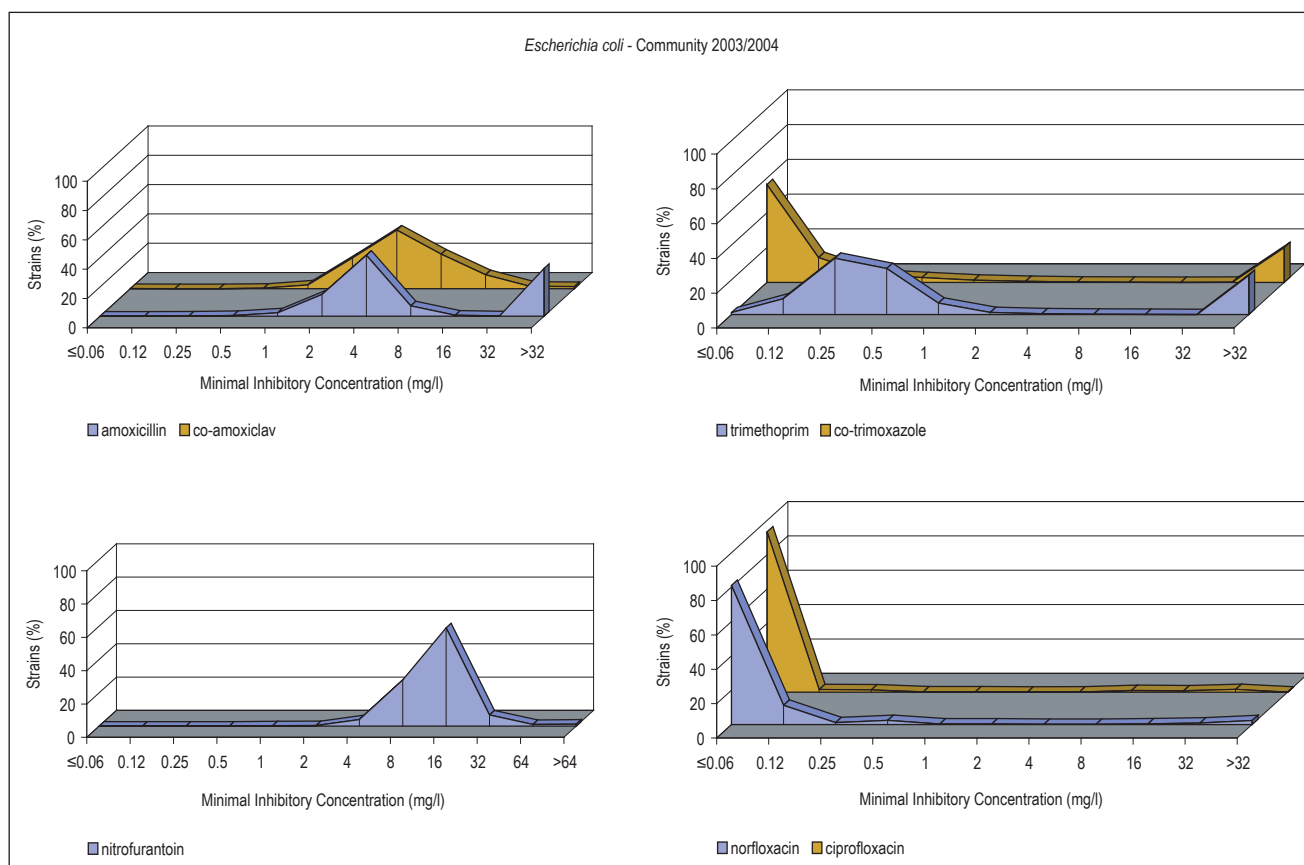 Escherichia coli - Community 2003/2004
100
80
60
40
20
0
Strains (%)
≤0.06 0.12 0.25 0.5 1 2 4 8 16 32 >32
Minimal Inhibitory Concentration (mg/l)
amoxicillin co-amoxiclav
100
80
60
40
20
0
Strains (%)
≤0.06 0.12 0.25 0.5 1 2 4 8 16 32 >32
Minimal Inhibitory Concentration (mg/l)
trimethoprim co-trimoxazole
100
80
60
40
20
0
Strains (%)
≤0.06 0.12 0.25 0.5 1 2 4 8 16 32 64 >64
Minimal Inhibitory Concentration (mg/l)
nitrofurantoin
100
80
60
40
20
0
Strains (%)
≤0.06 0.12 0.25 0.5 1 2 4 8 16 32 >32
Minimal Inhibitory Concentration (mg/l)
norfloxacin ciprofloxacin